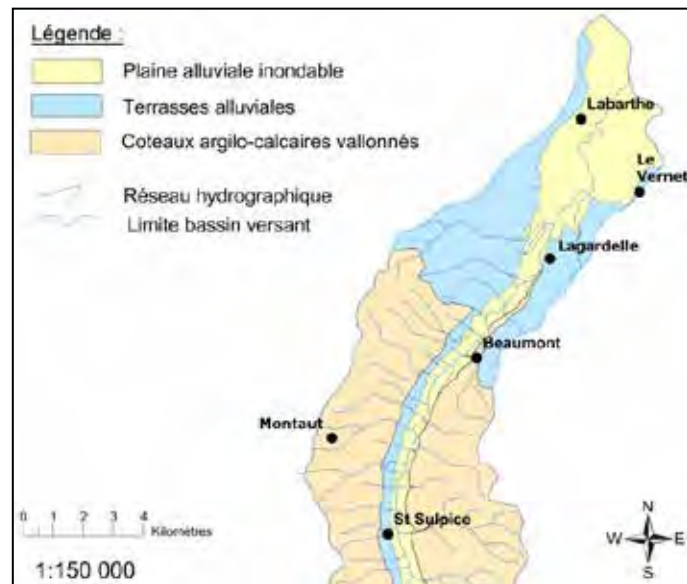 Légende :
Plaine alluviale inondable
Terrasses alluviales
Coteaux argilo-calcaires vallonnés
Réseau hydrographique
Limite bassin versant
Labarthe
Le
Vernet
Lagardelle
Beaumont
Montaut
St Sulpice
0 1 2 3 4
Kilomètres
1:150 000
N
W E
S